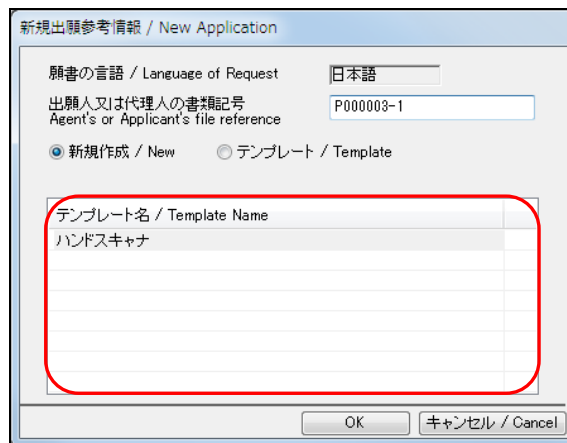 新規出願参考情報 / New Application
願書の言語 / Language of Request
日本語
出願人又は代理人の書類記号
Agent's or Applicant's file reference
P000003-1
新規作成 / New
テンプレート / Template
テンプレート名 / Template Name
ハンドスキャナ
OK
キャンセル / Cancel